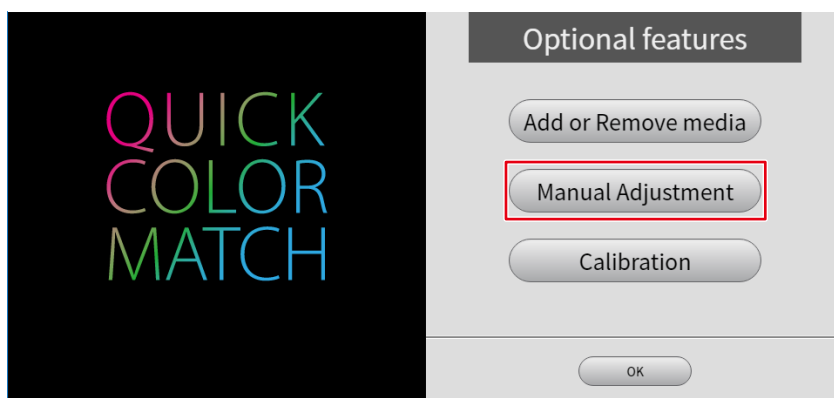 QUICK
COLOR
MATCH
Optional features
Add or Remove media
Manual Adjustment
Calibration
OK